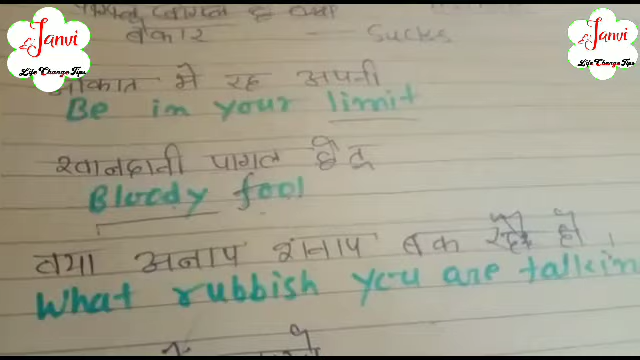 Janvi
Life Change Tips
Janvi
Life Change Tips
बेकार - Sucks
औकात मे रह अपनी
Be in your limit
खानदानी पागल है तू
Bloody fool
क्या अनाप शनाप बक रहे हो ।
What rubbish you are talkin